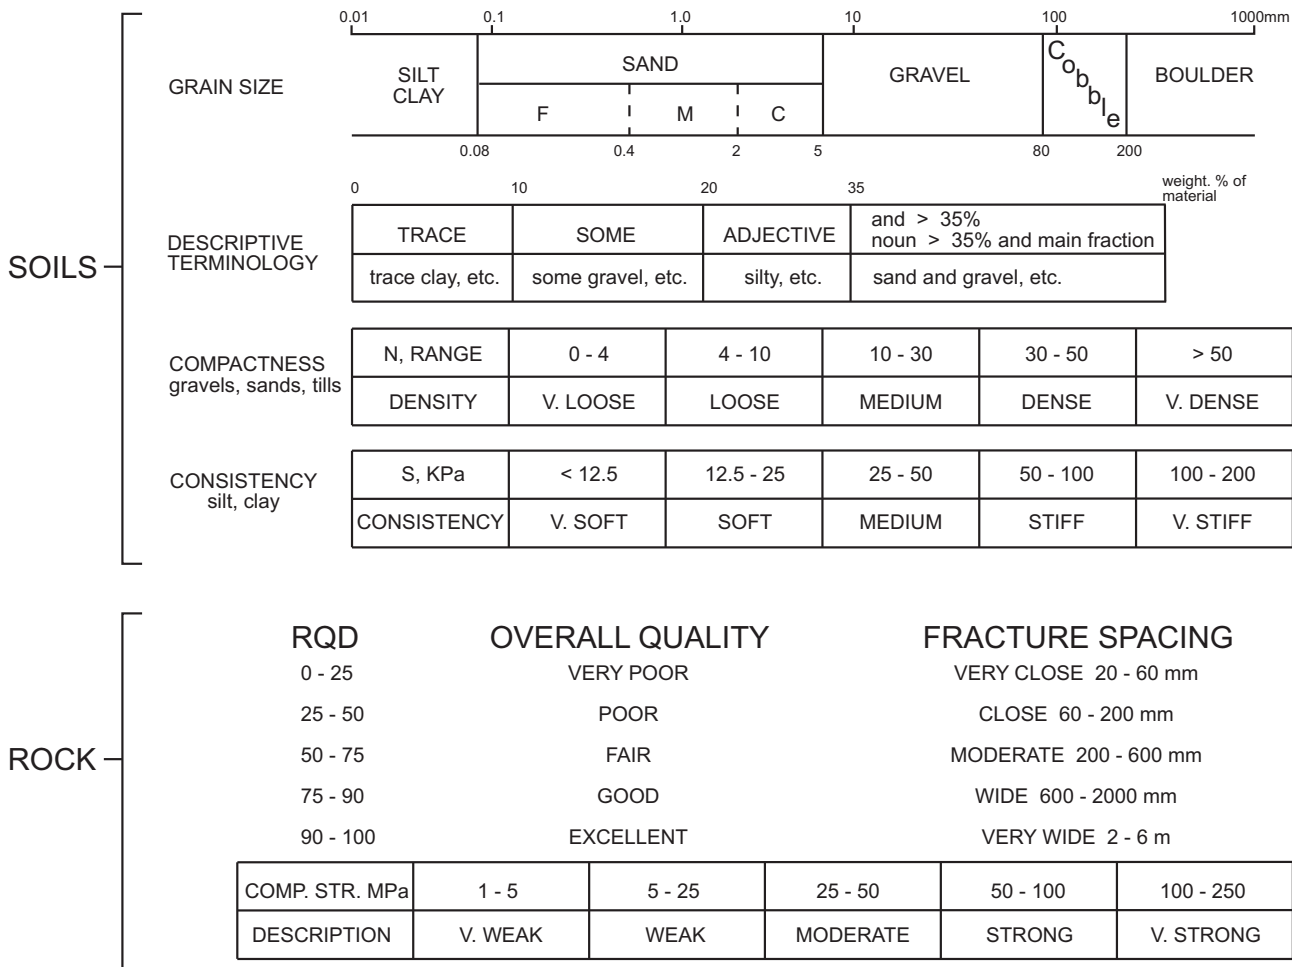 0.01 0.1 1.0 10 100 1000mm
SOILS
GRAIN SIZE
SILT
CLAY
SAND
F M C
GRAVEL
Cobble
BOULDER
0.08 0.4 2 5 80 200
0 10 20 35 weight. % of
material
DESCRIPTIVE
TERMINOLOGY
TRACE SOME ADJECTIVE and > 35%
noun > 35% and main fraction
trace clay, etc. some gravel, etc. silty, etc. sand and gravel, etc.
COMPACTNESS
gravels, sands, tills
N, RANGE 0 - 4 4 - 10 10 - 30 30 - 50 > 50
DENSITY V. LOOSE LOOSE MEDIUM DENSE V. DENSE
CONSISTENCY
silt, clay
S, KPa < 12.5 12.5 - 25 25 - 50 50 - 100 100 - 200
CONSISTENCY V. SOFT SOFT MEDIUM STIFF V. STIFF
ROCK
RQD OVERALL QUALITY FRACTURE SPACING
0 - 25 VERY POOR VERY CLOSE 20 - 60 mm
25 - 50 POOR CLOSE 60 - 200 mm
50 - 75 FAIR MODERATE 200 - 600 mm
75 - 90 GOOD WIDE 600 - 2000 mm
90 - 100 EXCELLENT VERY WIDE 2 - 6 m
COMP. STR. MPa 1 - 5 5 - 25 25 - 50 50 - 100 100 - 250
DESCRIPTION V. WEAK WEAK MODERATE STRONG V. STRONG